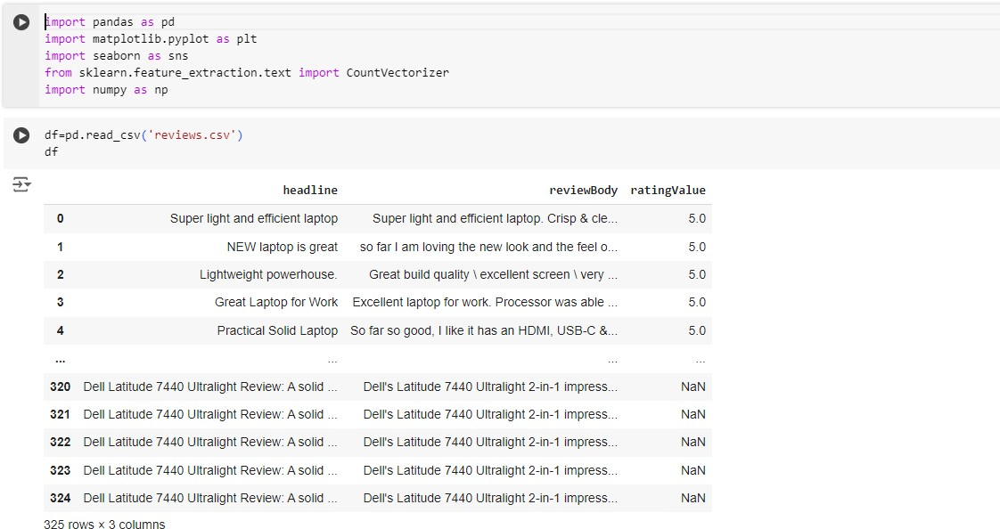 import pandas as pd
import matplotlib.pyplot as plt
import seaborn as sns
from sklearn.feature_extraction.text import CountVectorizer
import numpy as np
df=pd.read_csv('reviews.csv')
df
headline reviewBody ratingValue
0 Super light and efficient laptop Super light and efficient laptop. Crisp & cle... 5.0
1 NEW laptop is great so far I am loving the new look and the feel o... 5.0
2 Lightweight powerhouse. Great build quality \ excellent screen \ very ... 5.0
3 Great Laptop for Work Excellent laptop for work. Processor was able ... 5.0
4 Practical Solid Laptop So far so good, I like it has an HDMI, USB-C &... 5.0
... ... ... ...
320 Dell Latitude 7440 Ultralight Review: A solid ... Dell's Latitude 7440 Ultralight 2-in-1 impress... NaN
321 Dell Latitude 7440 Ultralight Review: A solid ... Dell's Latitude 7440 Ultralight 2-in-1 impress... NaN
322 Dell Latitude 7440 Ultralight Review: A solid ... Dell's Latitude 7440 Ultralight 2-in-1 impress... NaN
323 Dell Latitude 7440 Ultralight Review: A solid ... Dell's Latitude 7440 Ultralight 2-in-1 impress... NaN
324 Dell Latitude 7440 Ultralight Review: A solid ... Dell's Latitude 7440 Ultralight 2-in-1 impress... NaN
325 rows × 3 columns